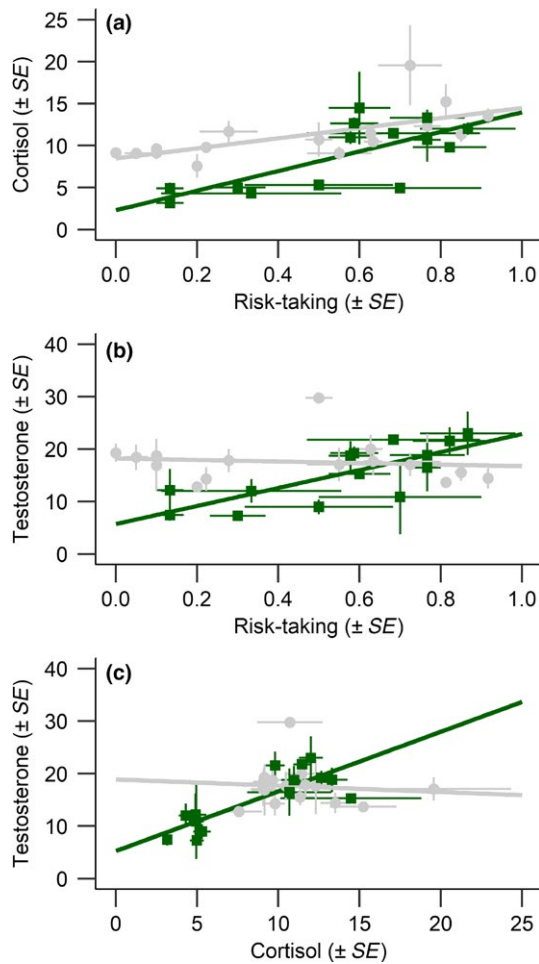 (a)
25
20
15
10
5
0
Cortisol (± SE)
0.0 0.2 0.4 0.6 0.8 1.0
Risk-taking (± SE)
(b)
40
30
20
10
0
Testosterone (± SE)
0.0 0.2 0.4 0.6 0.8 1.0
Risk-taking (± SE)
(c)
40
30
20
10
0
Testosterone (± SE)
0 5 10 15 20 25
Cortisol (± SE)